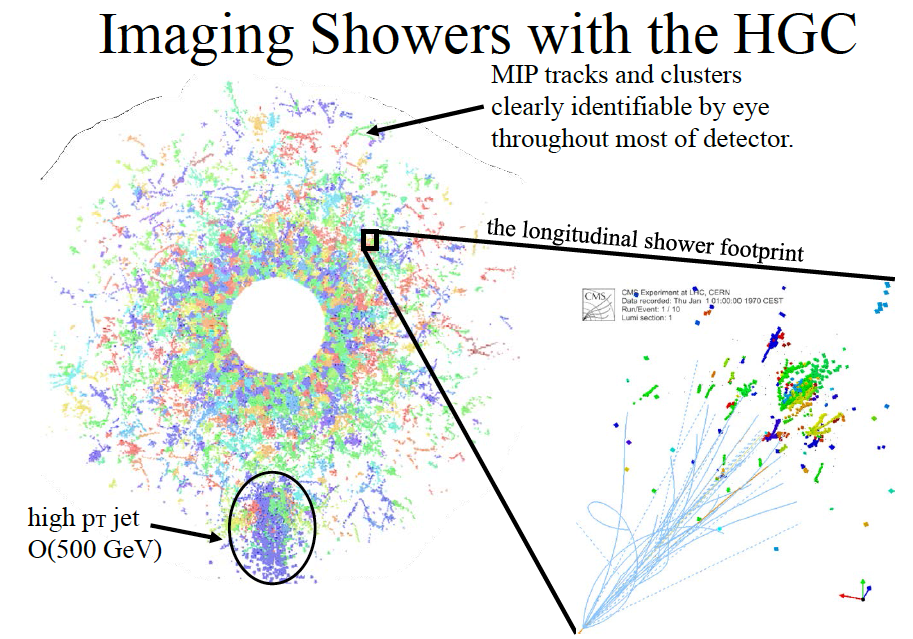 Imaging Showers with the HGC
MIP tracks and clusters
clearly identifiable by eye
throughout most of detector.
the longitudinal shower footprint
CMS
CMS Experiment at LHC, CERN
Data recorded: Thu Jan 1 01:00:00 1970 CEST
Run/Event: 1 / 10
Lumi section: 1
high pT jet
O(500 GeV)